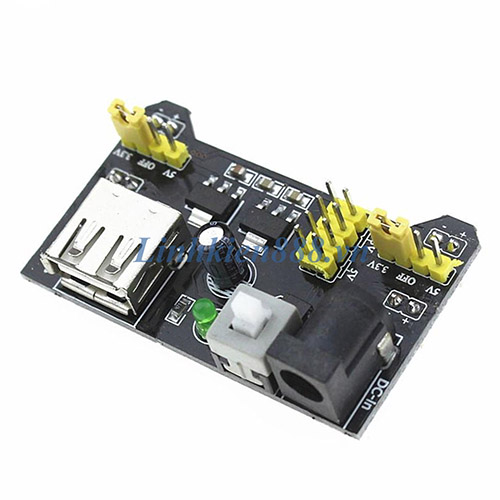 3.3V OFF 5V
Linhkien888.vn
5V OFF 3.3V
DC-In